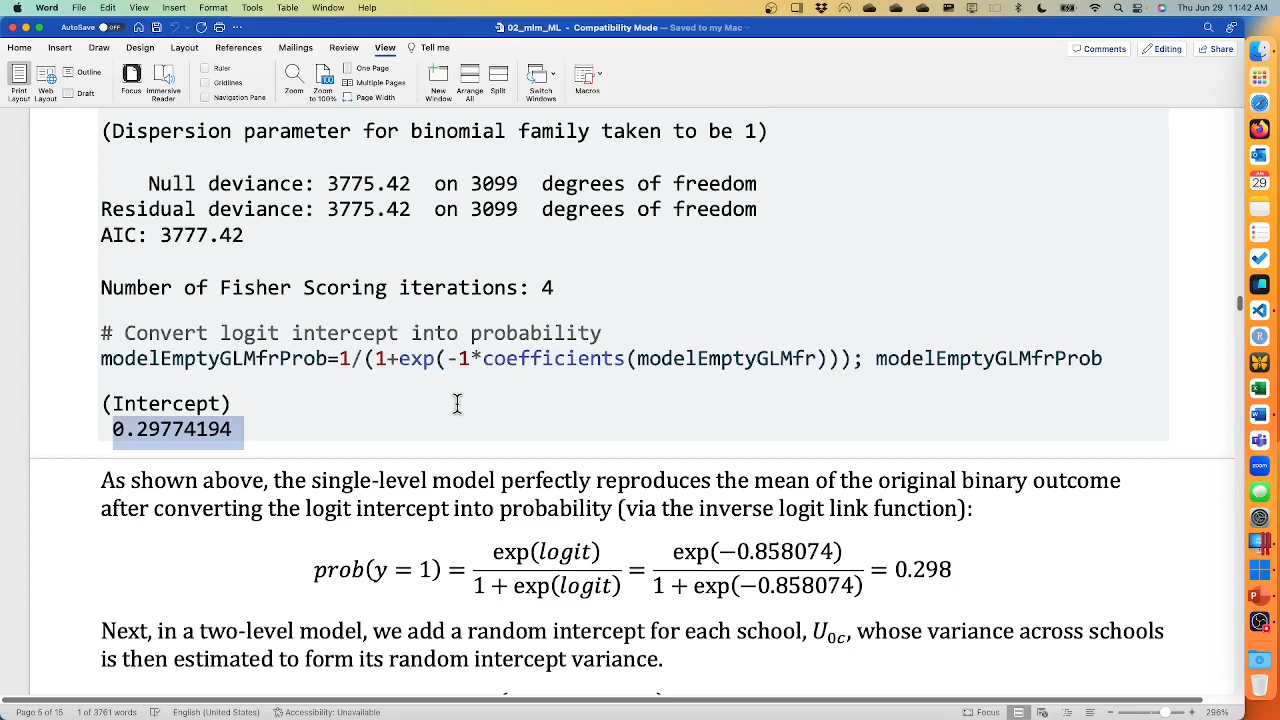 Word File Edit View Insert Format Tools Table Window Help Thu Jun 29 11:42 AM
AutoSave OFF 02_mlm_ML - Compatibility Mode — Saved to my Mac
Home Insert Draw Design Layout References Mailings Review View Tell me Comments Editing Share
Print Layout Web Layout Outline Draft Focus Immersive Reader Ruler Gridlines Navigation Pane Zoom Zoom to 100% One Page Multiple Pages Page Width New Window Arrange All Split Switch Windows Macros
(Dispersion parameter for binomial family taken to be 1)
Null deviance: 3775.42 on 3099 degrees of freedom
Residual deviance: 3775.42 on 3099 degrees of freedom
AIC: 3777.42
Number of Fisher Scoring iterations: 4
# Convert logit intercept into probability
modelEmptyGLMfrProb=1/(1+exp(-1*coefficients(modelEmptyGLMfr))); modelEmptyGLMfrProb
(Intercept)
0.29774194
As shown above, the single-level model perfectly reproduces the mean of the original binary outcome
after converting the logit intercept into probability (via the inverse logit link function):
prob(y = 1) = exp(logit) / 1 + exp(logit) = exp(−0.858074) / 1 + exp(−0.858074) = 0.298
Next, in a two-level model, we add a random intercept for each school, U0c, whose variance across schools
is then estimated to form its random intercept variance.
Page 5 of 15 1 of 3761 words English (United States) Accessibility: Unavailable Focus 296%